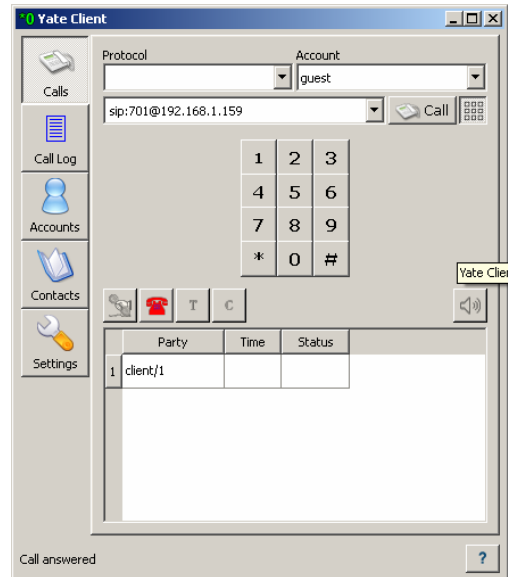 *() Yate Client
Calls
Call Log
Accounts
Contacts
Settings
Protocol Account
guest
sip:701@192.168.1.159 Call
1 2 3
4 5 6
7 8 9
* 0 #
Yate Clie
T C
Party Time Status
1 client/1
Call answered ?